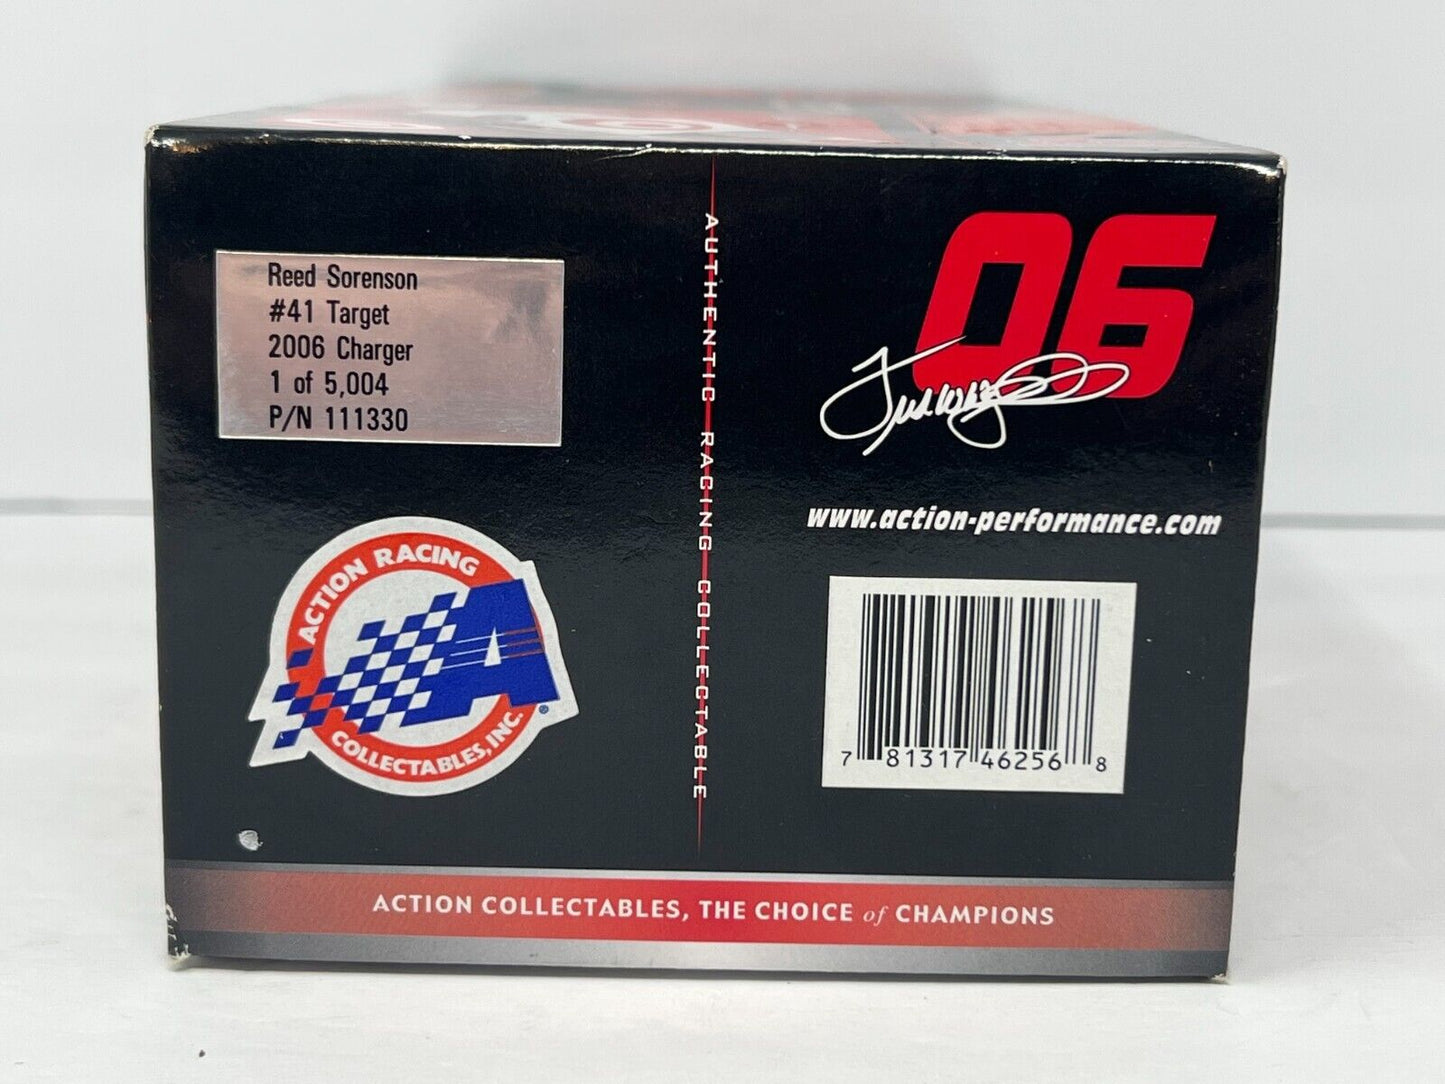 Reed Sorenson
#41 Target
2006 Charger
1 of 5,004
P/N 111330
ACTION RACING
COLLECTABLES, INC.
A
®
AUTHENTIC RACING COLLECTABLE
06
www.action-performance.com
7 81317 46256 8
ACTION COLLECTABLES, THE CHOICE of CHAMPIONS